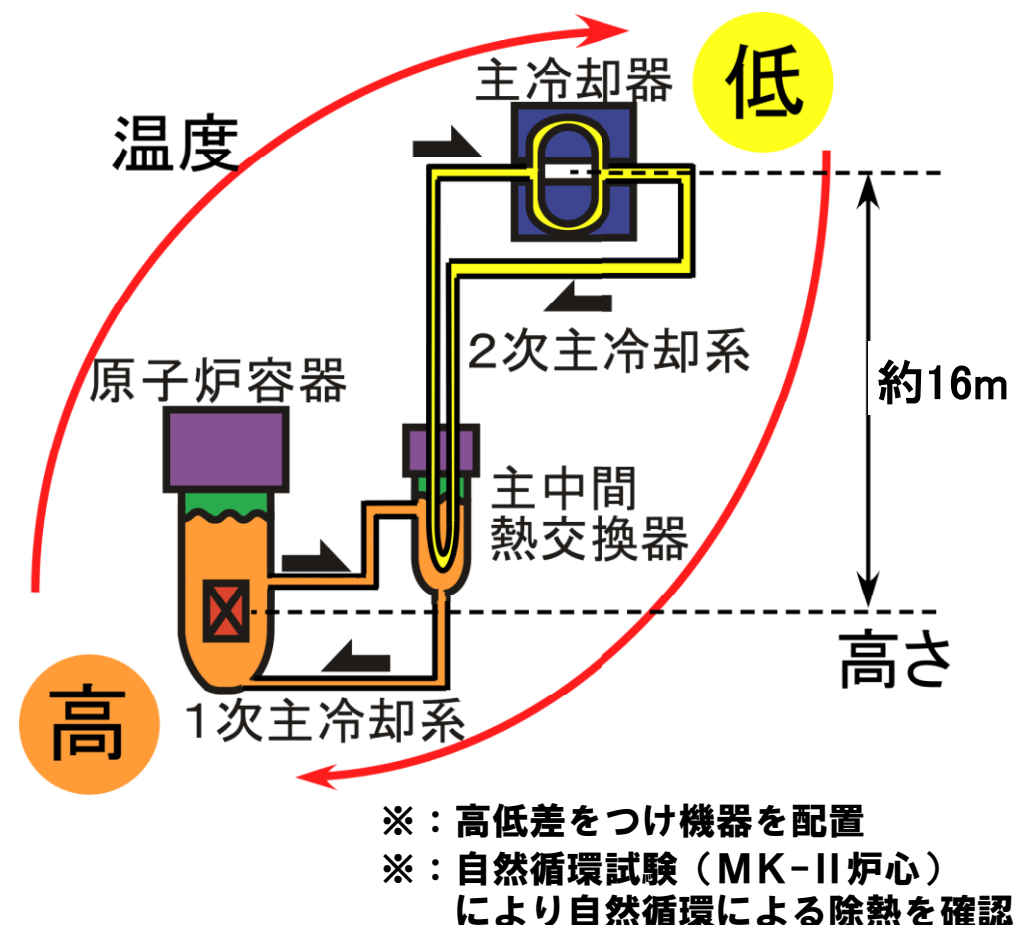 低
主冷却器
温度
2次主冷却系
約16m
原子炉容器
主中間
熱交換器
高さ
高
1次主冷却系
※：高低差をつけ機器を配置
※：自然循環試験（MK-II炉心）
により自然循環による除熱を確認